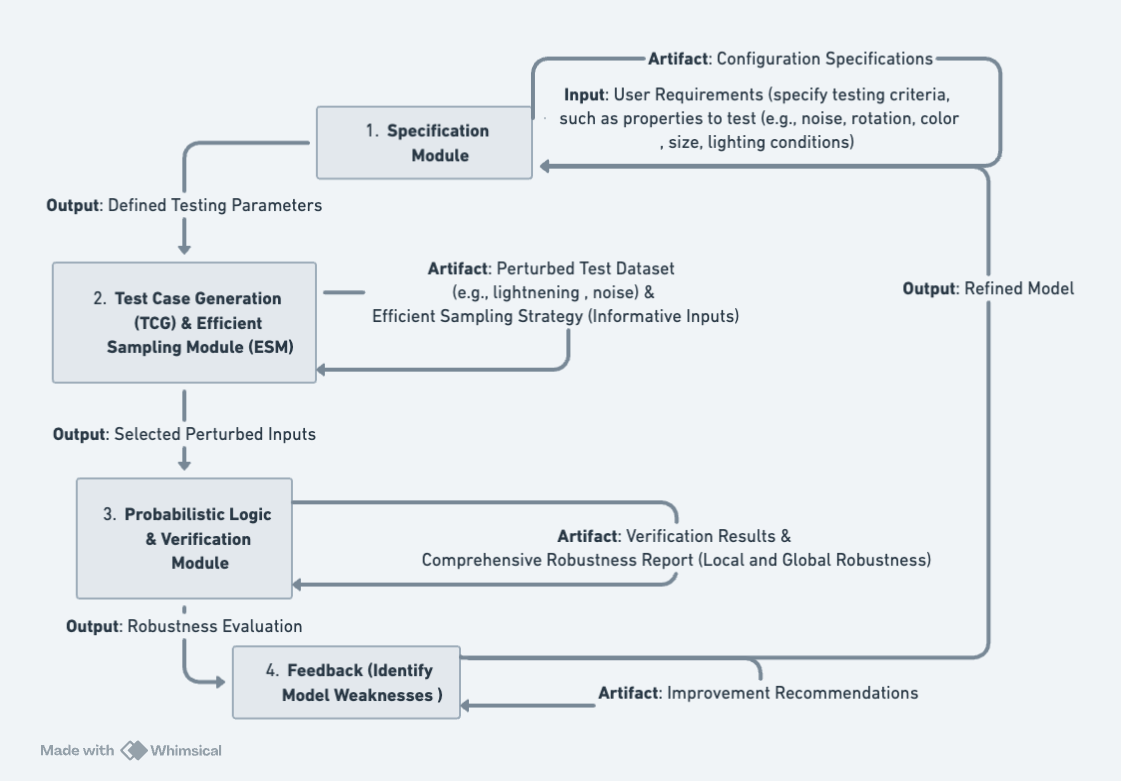 Artifact: Configuration Specifications
Input: User Requirements (specify testing criteria,
such as properties to test (e.g., noise, rotation, color
, size, lighting conditions)
1. Specification
Module
Output: Defined Testing Parameters
2. Test Case Generation
(TCG) & Efficient
Sampling Module (ESM)
Artifact: Perturbed Test Dataset
(e.g., lightnening , noise) &
Efficient Sampling Strategy (Informative Inputs)
Output: Refined Model
Output: Selected Perturbed Inputs
3. Probabilistic Logic
& Verification
Module
Artifact: Verification Results &
Comprehensive Robustness Report (Local and Global Robustness)
Output: Robustness Evaluation
4. Feedback (Identify
Model Weaknesses )
Artifact: Improvement Recommendations
Made with Whimsical